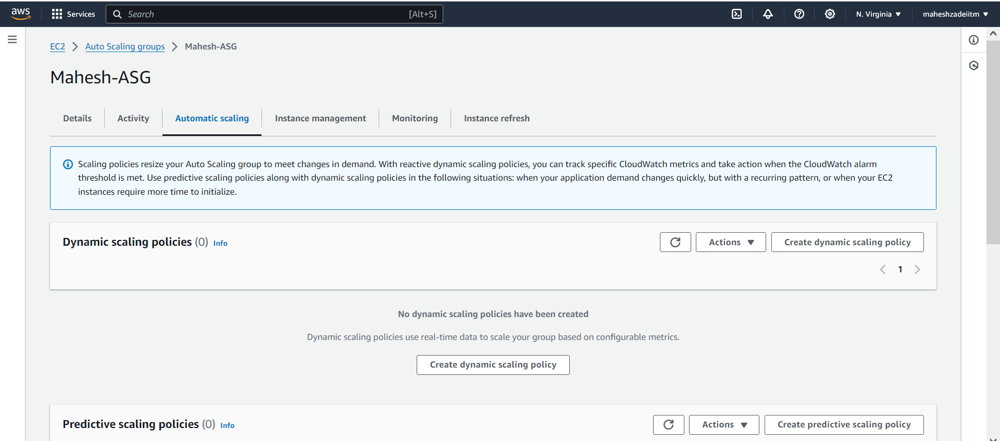 aws Services Search [Alt+S] N. Virginia maheshzadeiitm
EC2 Auto Scaling groups Mahesh-ASG
Mahesh-ASG
Details Activity Automatic scaling Instance management Monitoring Instance refresh
Scaling policies resize your Auto Scaling group to meet changes in demand. With reactive dynamic scaling policies, you can track specific CloudWatch metrics and take action when the CloudWatch alarm
threshold is met. Use predictive scaling policies along with dynamic scaling policies in the following situations: when your application demand changes quickly, but with a recurring pattern, or when your EC2
instances require more time to initialize.
Dynamic scaling policies (0) Info Actions Create dynamic scaling policy
1
No dynamic scaling policies have been created
Dynamic scaling policies use real-time data to scale your group based on configurable metrics.
Create dynamic scaling policy
Predictive scaling policies (0) Info Actions Create predictive scaling policy